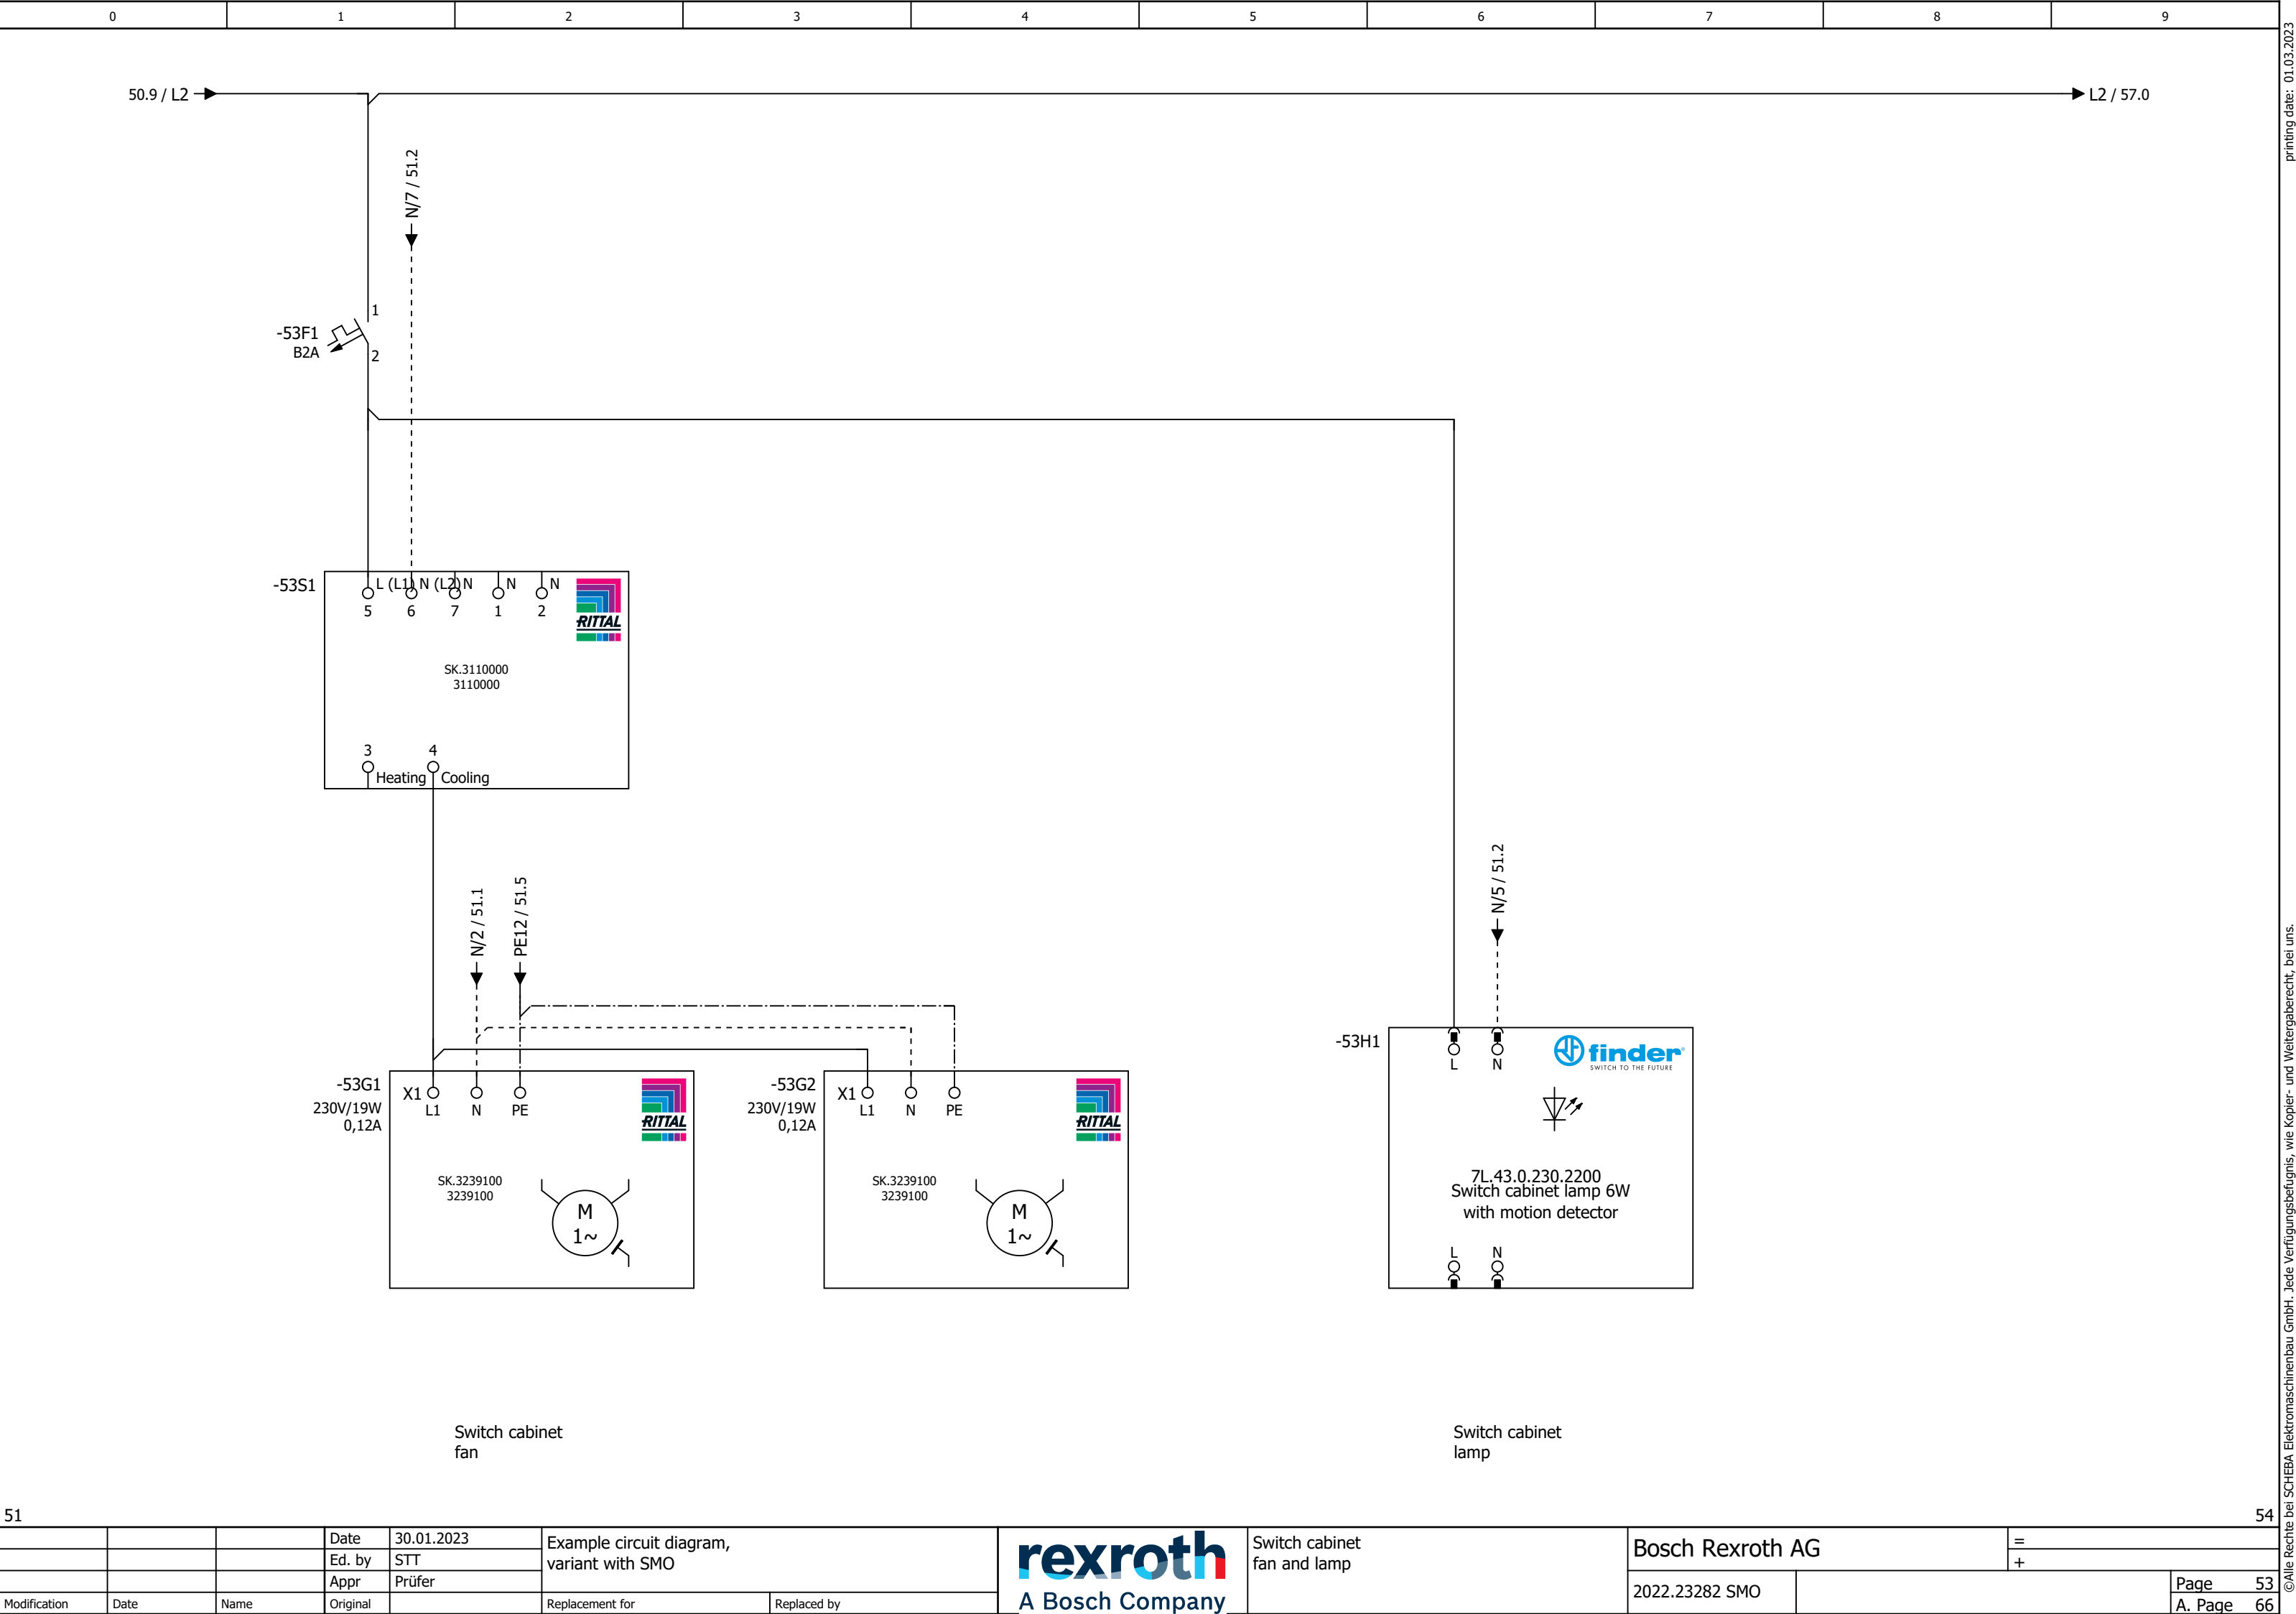 0 1 2 3 4 5 6 7 8 9
printing date: 01.03.2023
50.9 / L2
L2 / 57.0
N/7 / 51.2
1
-53F1
B2A
2
-53S1
L (L1) N (L2) N N N
5 6 7 1 2
RITTAL
SK.3110000
3110000
3 4
Heating Cooling
N/2 / 51.1
PE12 / 51.5
N/5 / 51.2
-53G1
230V/19W
0,12A
X1
L1 N PE
RITTAL
SK.3239100
3239100
M
1~
-53G2
230V/19W
0,12A
X1
L1 N PE
RITTAL
SK.3239100
3239100
M
1~
-53H1
L N
finder
SWITCH TO THE FUTURE
7L.43.0.230.2200
Switch cabinet lamp 6W
with motion detector
L N
Switch cabinet
fan
Switch cabinet
lamp
©Alle Rechte bei SCHEBA Elektromaschinenbau GmbH. Jede Verfügungsbefugnis, wie Kopier- und Weitergaberecht, bei uns.
51
54
Modification Date Name
Date 30.01.2023
Ed. by STT
Appr Prüfer
Original
Example circuit diagram,
variant with SMO
Replacement for
Replaced by
rexroth
A Bosch Company
Switch cabinet
fan and lamp
Bosch Rexroth AG
2022.23282 SMO
=
+
Page 53
A. Page 66